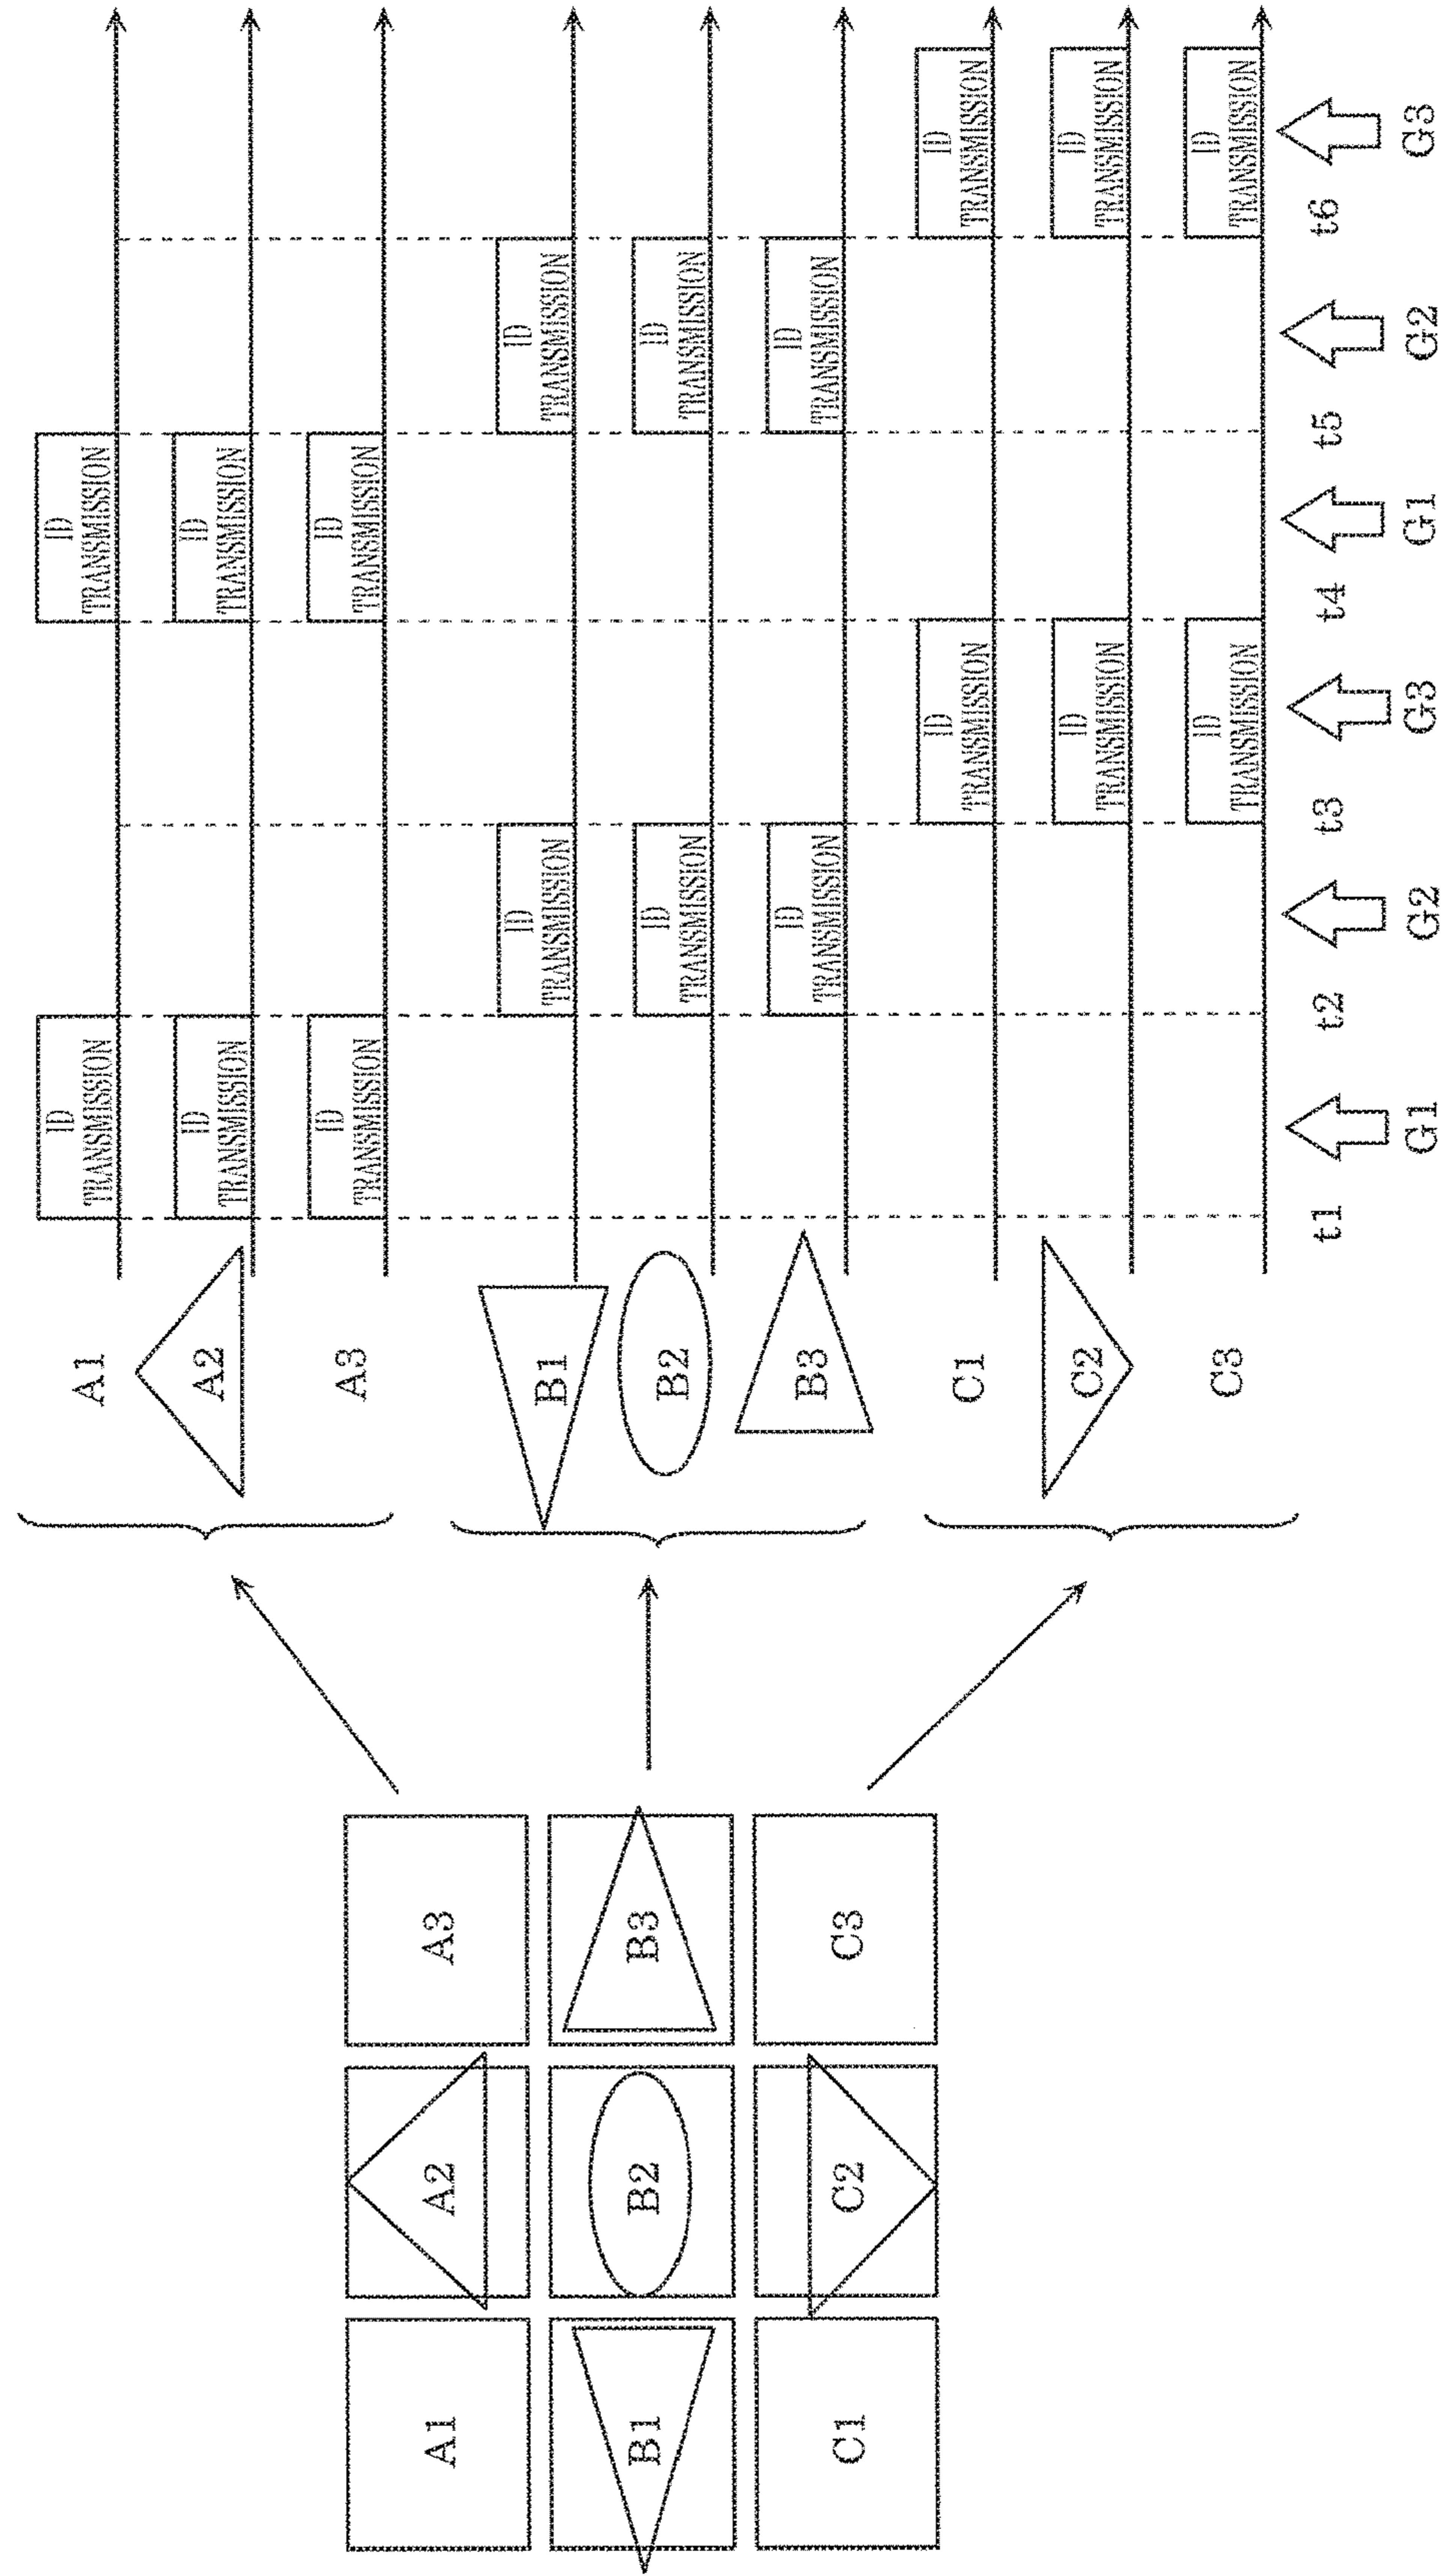 A1
A2
A3
B1
B2
B3
C1
C2
C3
A1
ID
TRANSMISSION
ID
TRANSMISSION
A2
ID
TRANSMISSION
ID
TRANSMISSION
A3
ID
TRANSMISSION
ID
TRANSMISSION
B1
ID
TRANSMISSION
ID
TRANSMISSION
B2
ID
TRANSMISSION
ID
TRANSMISSION
B3
ID
TRANSMISSION
ID
TRANSMISSION
C1
ID
TRANSMISSION
ID
TRANSMISSION
C2
ID
TRANSMISSION
ID
TRANSMISSION
C3
ID
TRANSMISSION
ID
TRANSMISSION
t1
t2
t3
t4
t5
t6
G1
G2
G3
G1
G2
G3